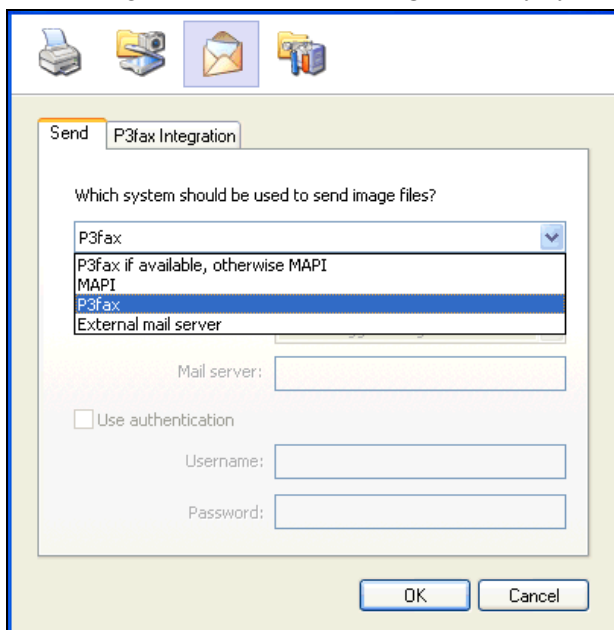 Send
P3fax Integration
Which system should be used to send image files?
P3fax
P3fax if available, otherwise MAPI
MAPI
P3fax
External mail server
Mail server:
Use authentication
Username:
Password:
OK
Cancel